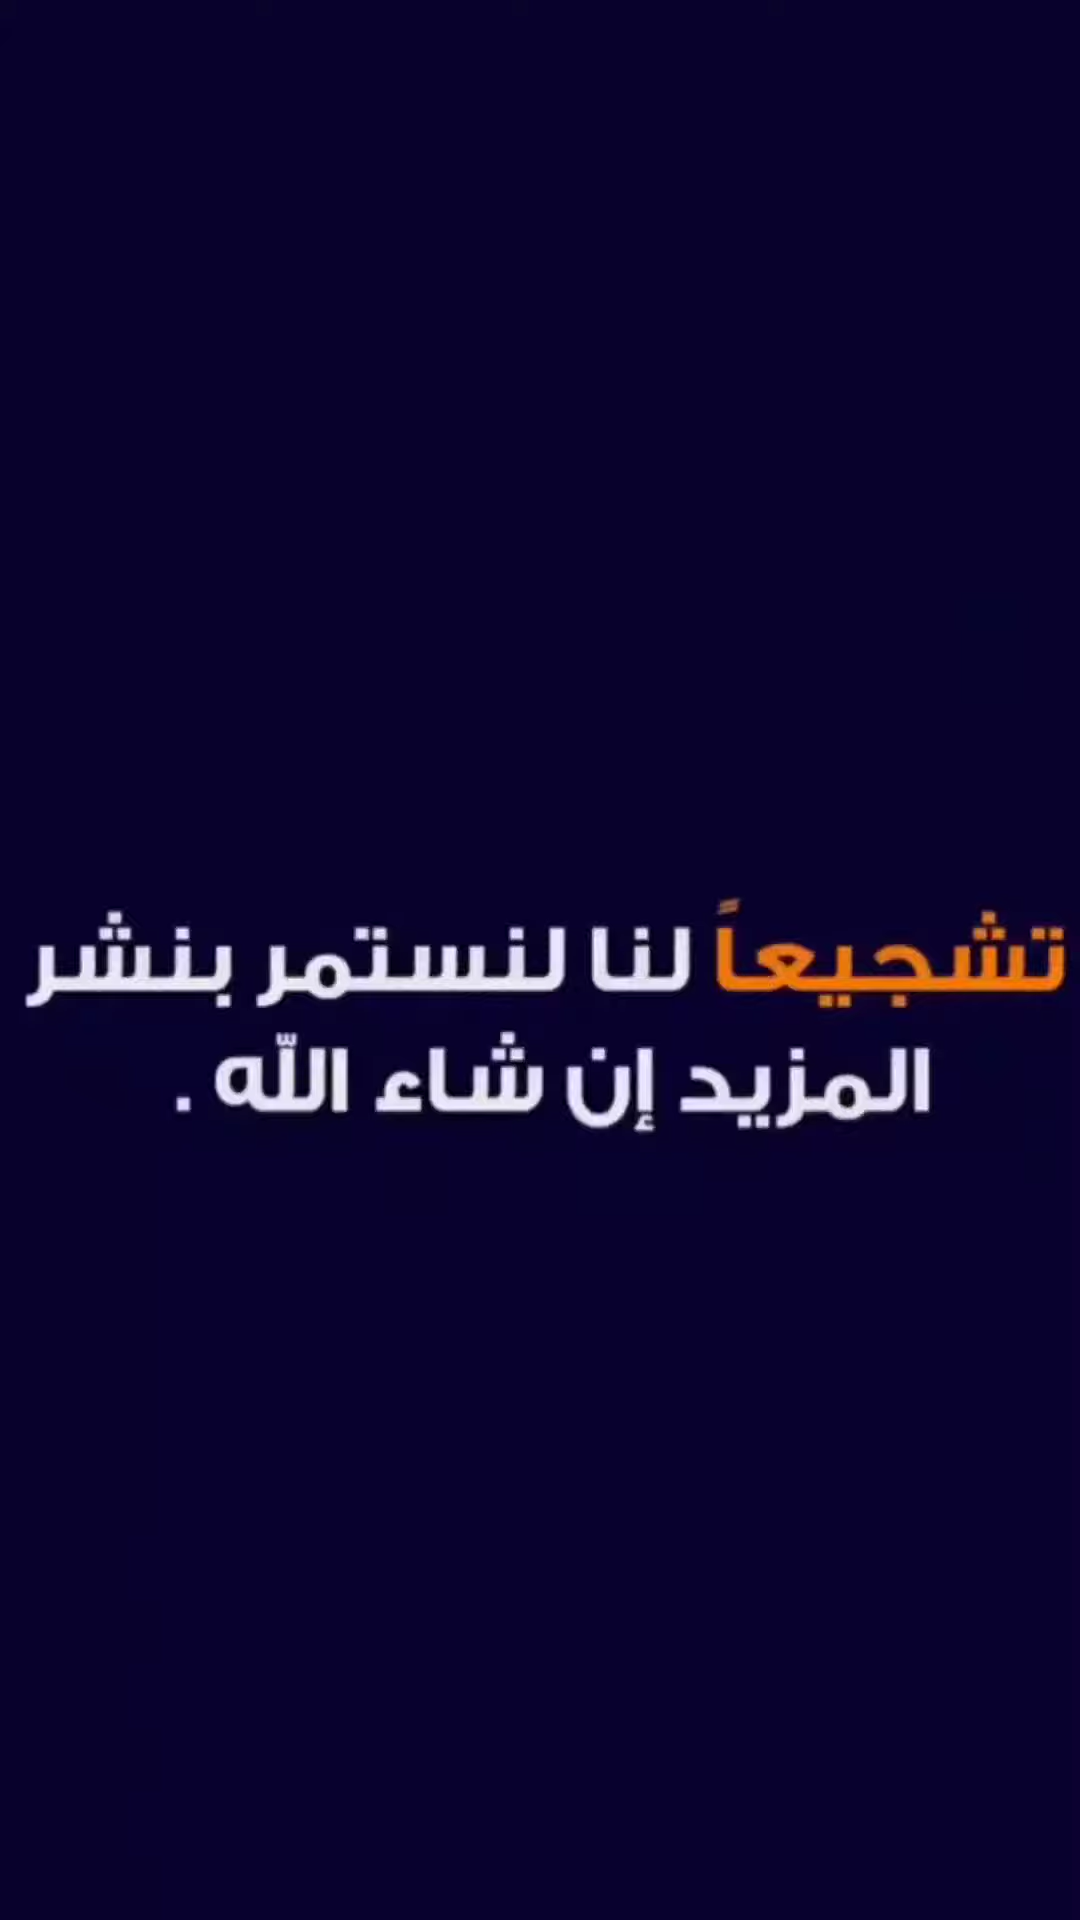 تشجيعاً لنا لنستمر بنشر
المزيد إن شاء اللّه .